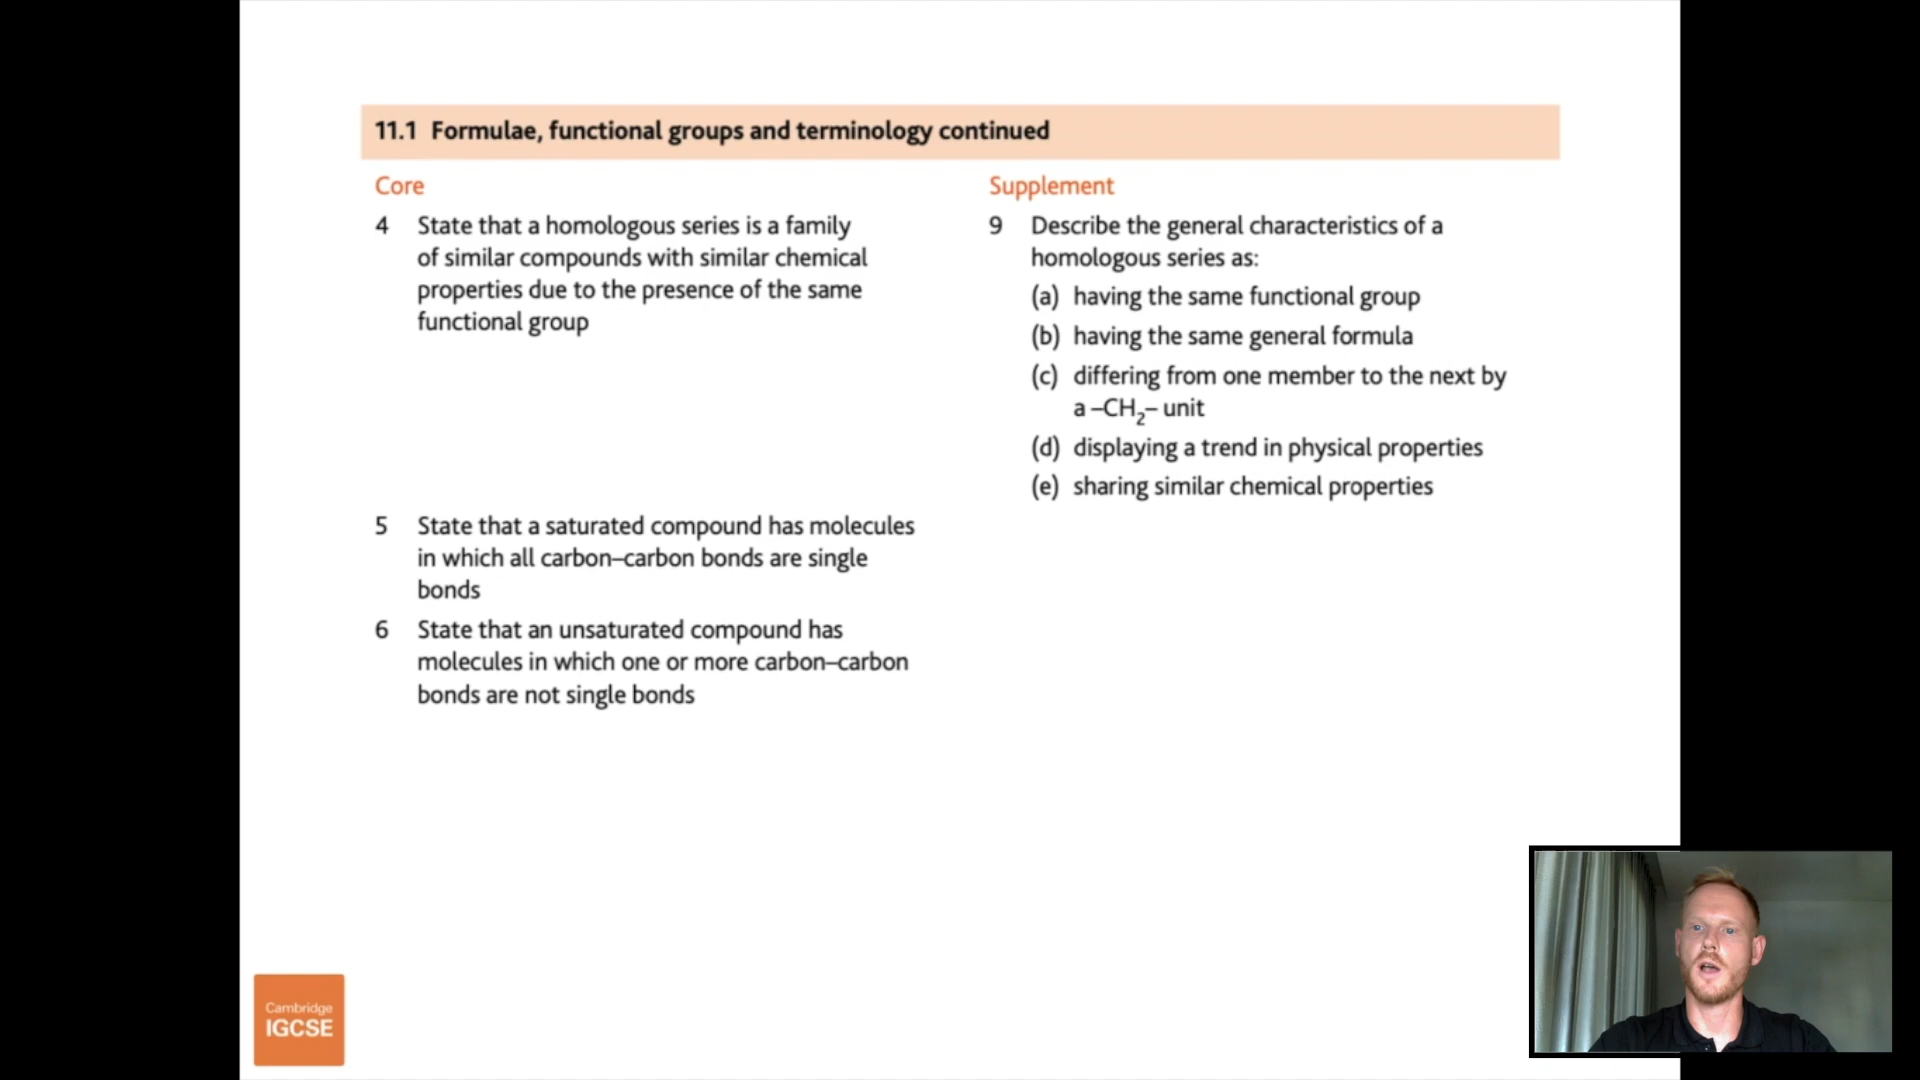 11.1 Formulae, functional groups and terminology continued
Core
4 State that a homologous series is a family
of similar compounds with similar chemical
properties due to the presence of the same
functional group
5 State that a saturated compound has molecules
in which all carbon–carbon bonds are single
bonds
6 State that an unsaturated compound has
molecules in which one or more carbon–carbon
bonds are not single bonds
Supplement
9 Describe the general characteristics of a
homologous series as:
(a) having the same functional group
(b) having the same general formula
(c) differing from one member to the next by
a –CH₂– unit
(d) displaying a trend in physical properties
(e) sharing similar chemical properties
Cambridge
IGCSE